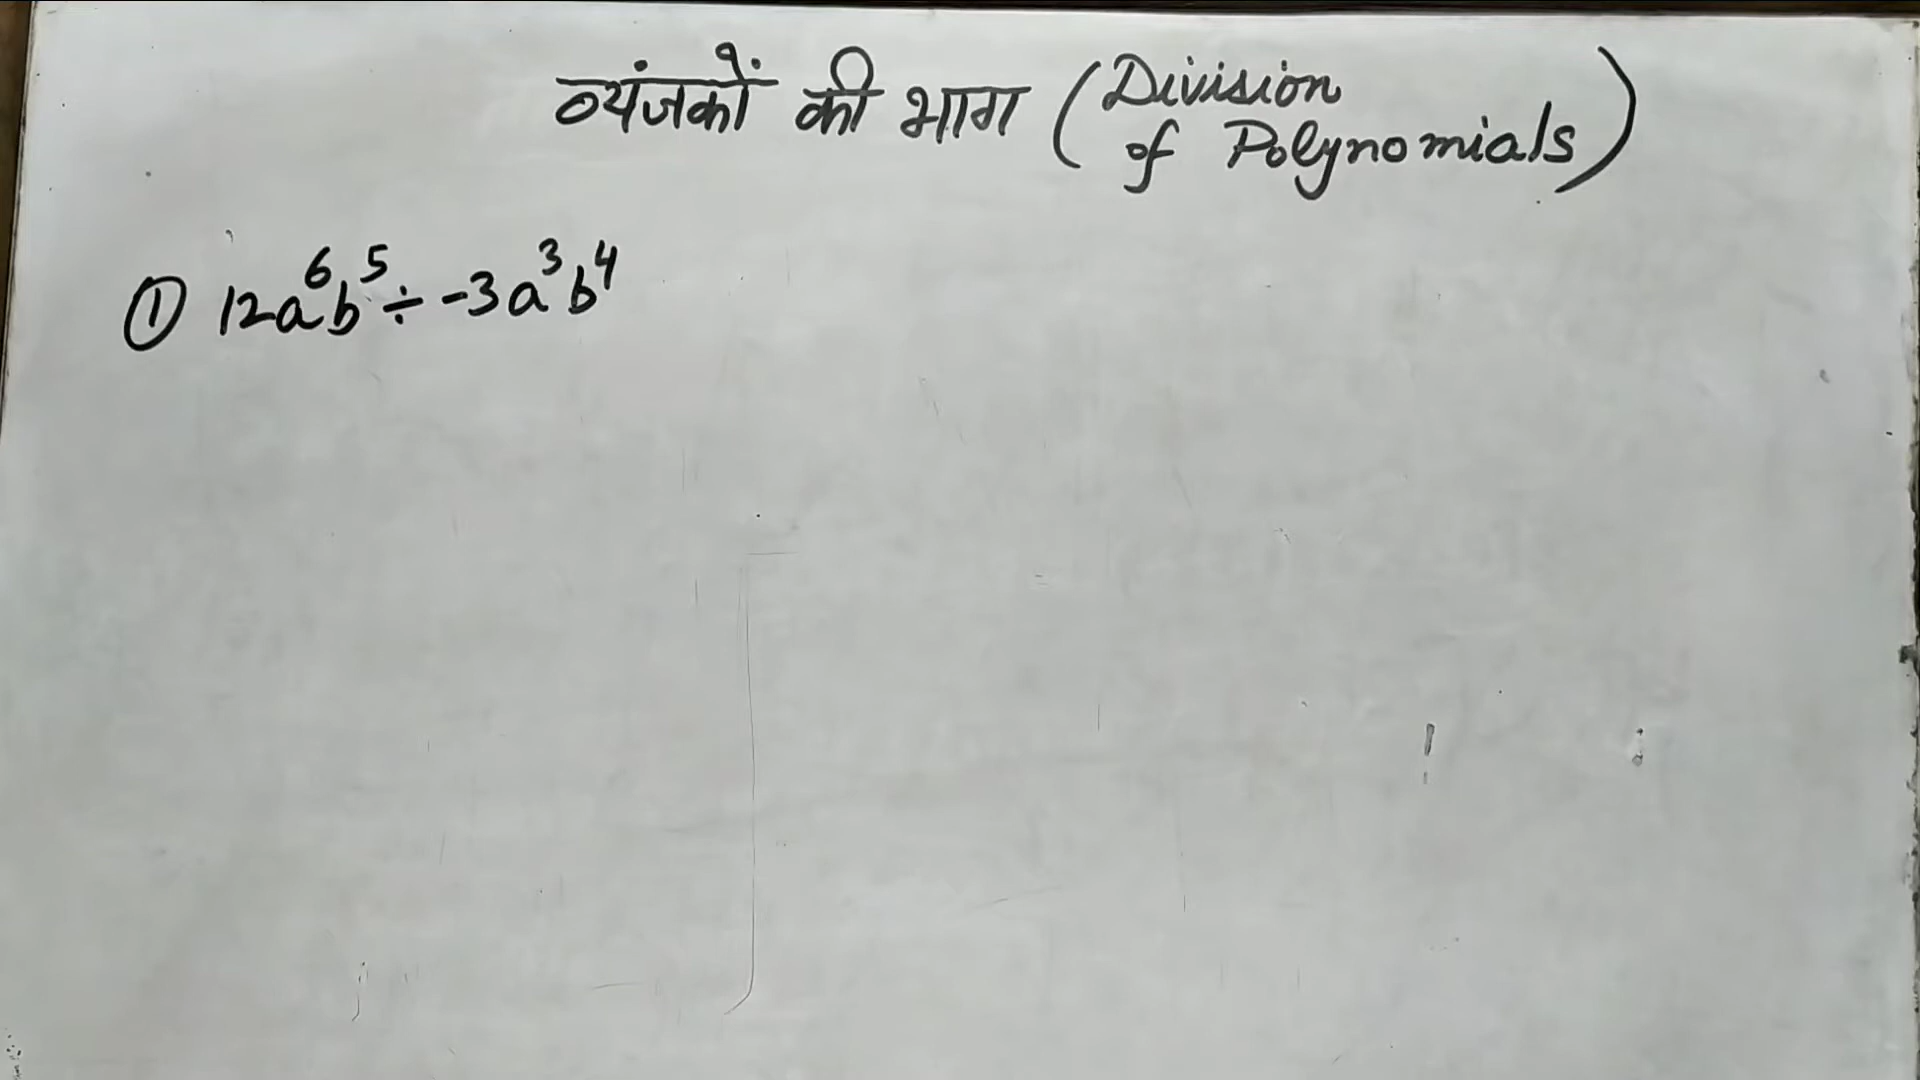 व्यंजकों की भाग (Division
of Polynomials)
① 12a⁶b⁵ ÷ -3a³b⁴